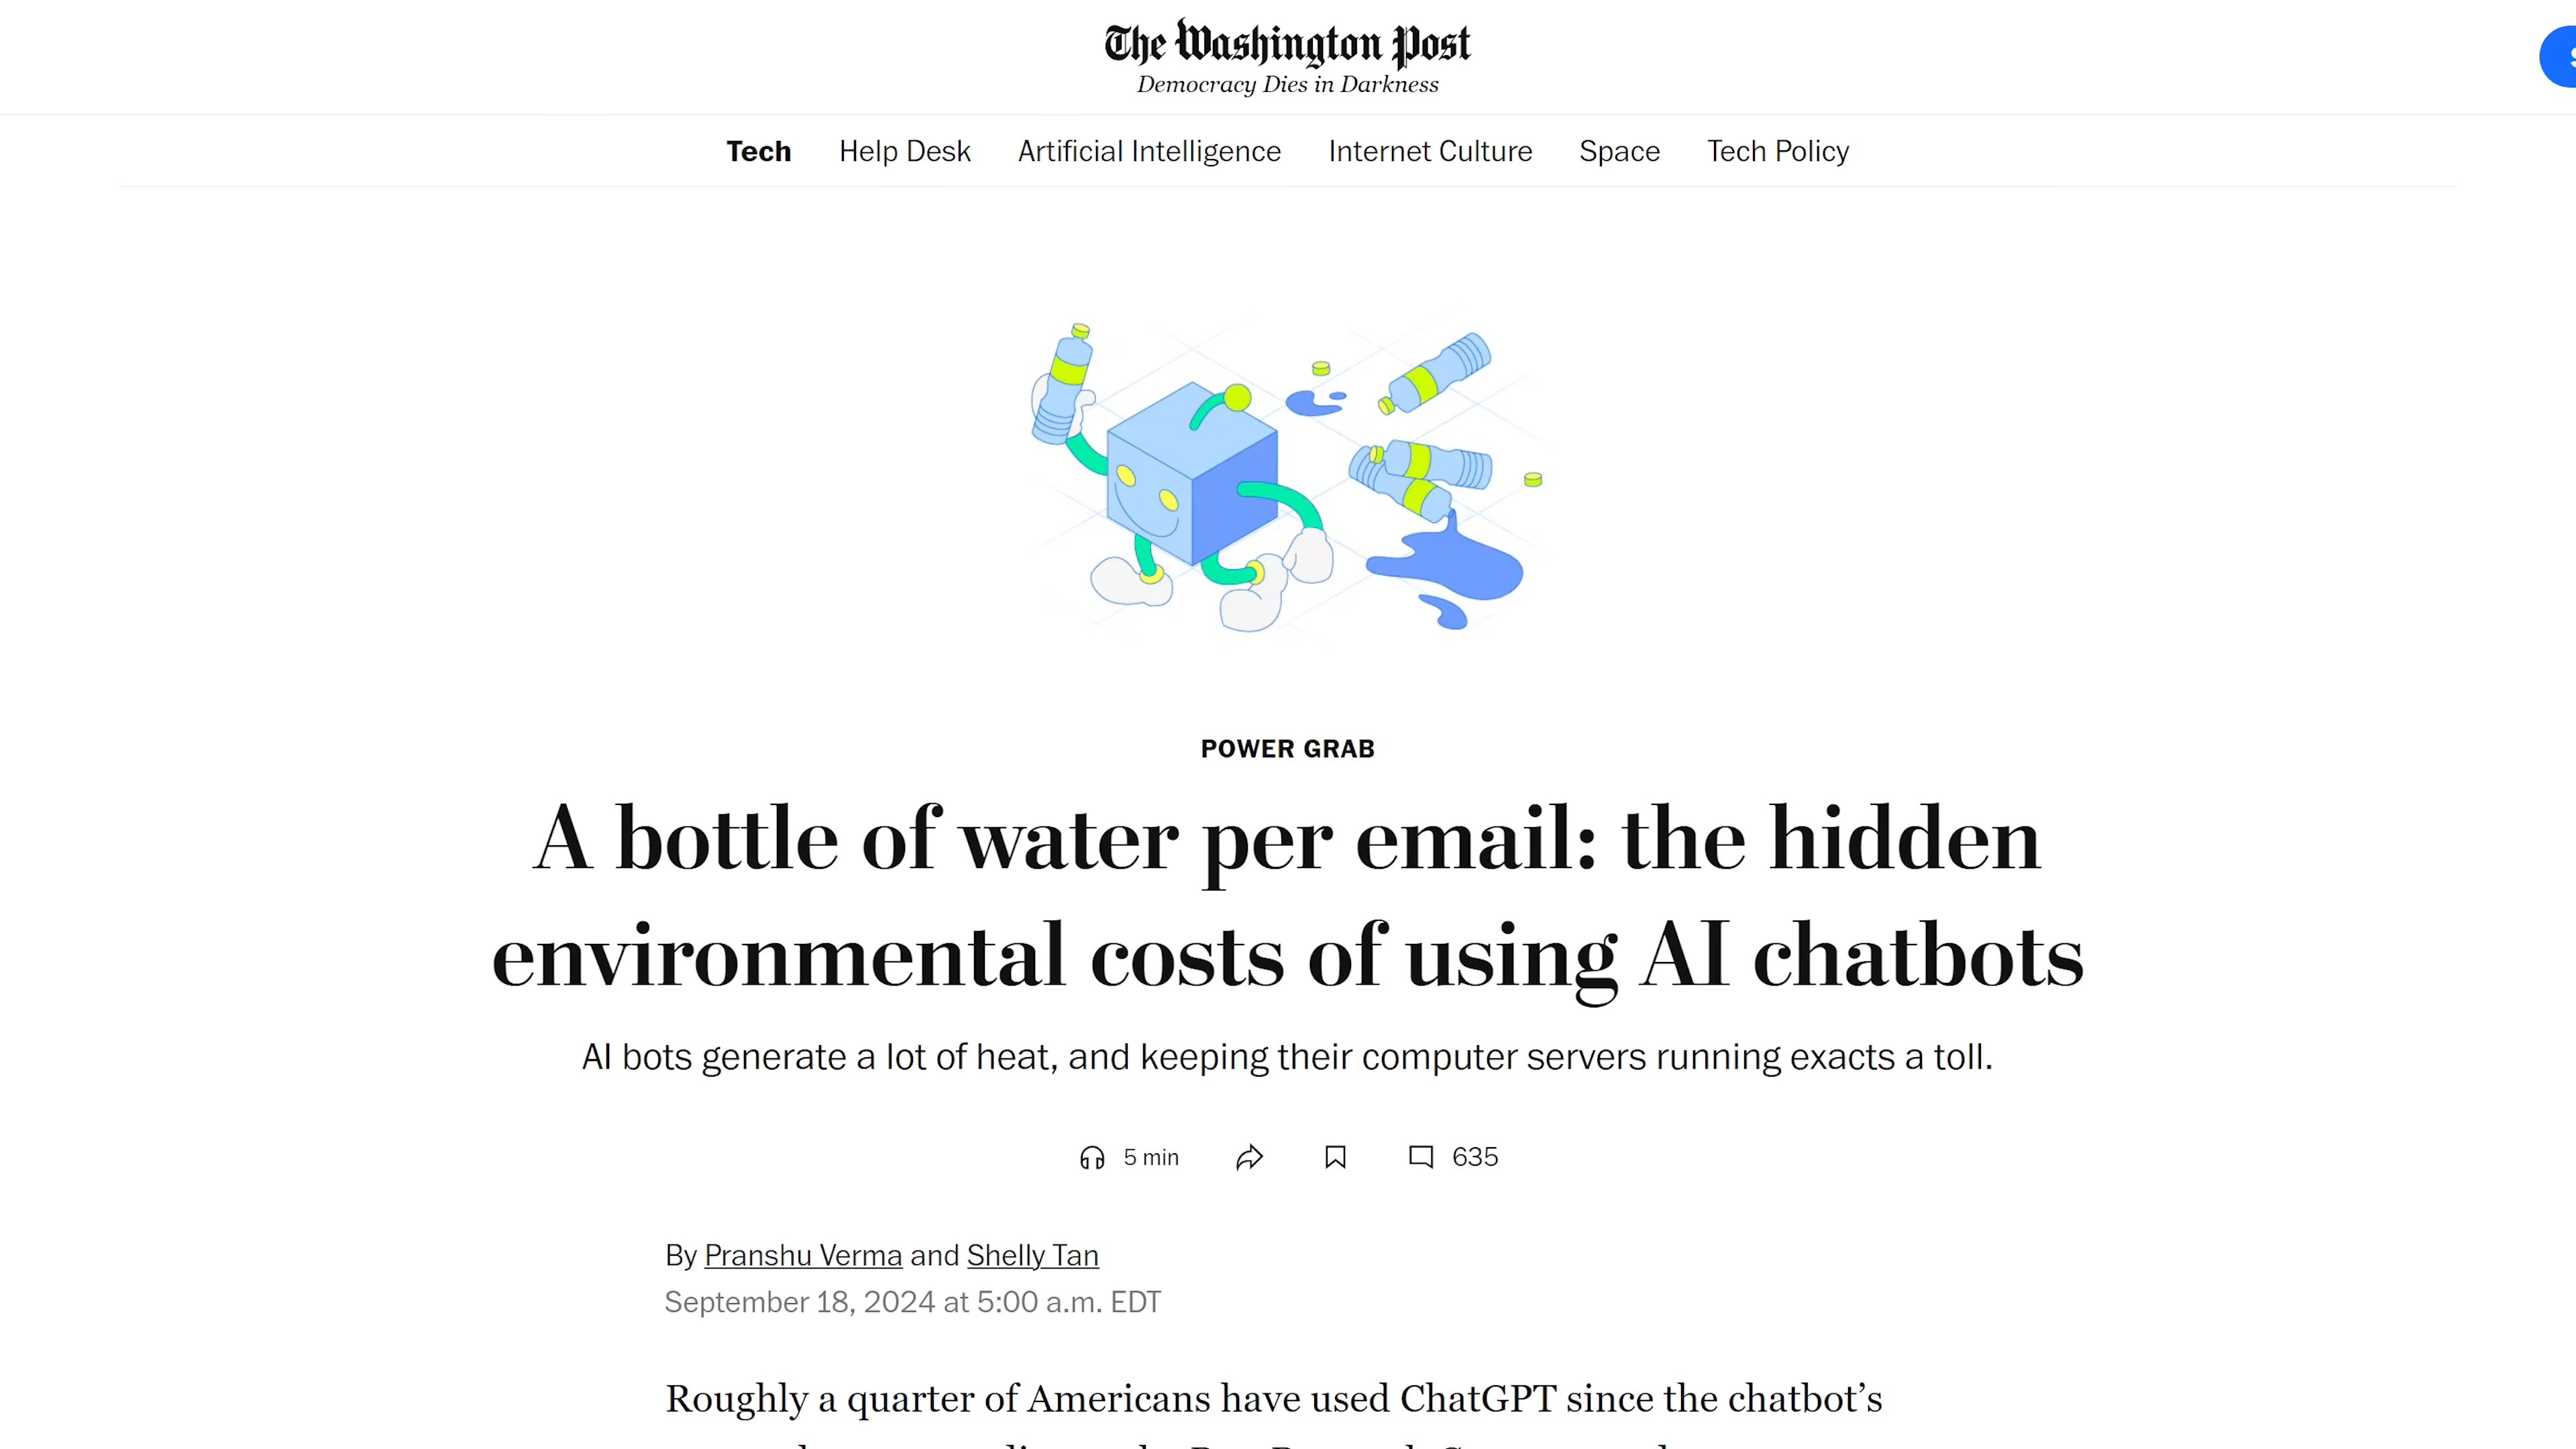 The Washington Post
Democracy Dies in Darkness
Tech Help Desk Artificial Intelligence Internet Culture Space Tech Policy
POWER GRAB
A bottle of water per email: the hidden
environmental costs of using AI chatbots
AI bots generate a lot of heat, and keeping their computer servers running exacts a toll.
5 min 635
By Pranshu Verma and Shelly Tan
September 18, 2024 at 5:00 a.m. EDT
Roughly a quarter of Americans have used ChatGPT since the chatbot’s